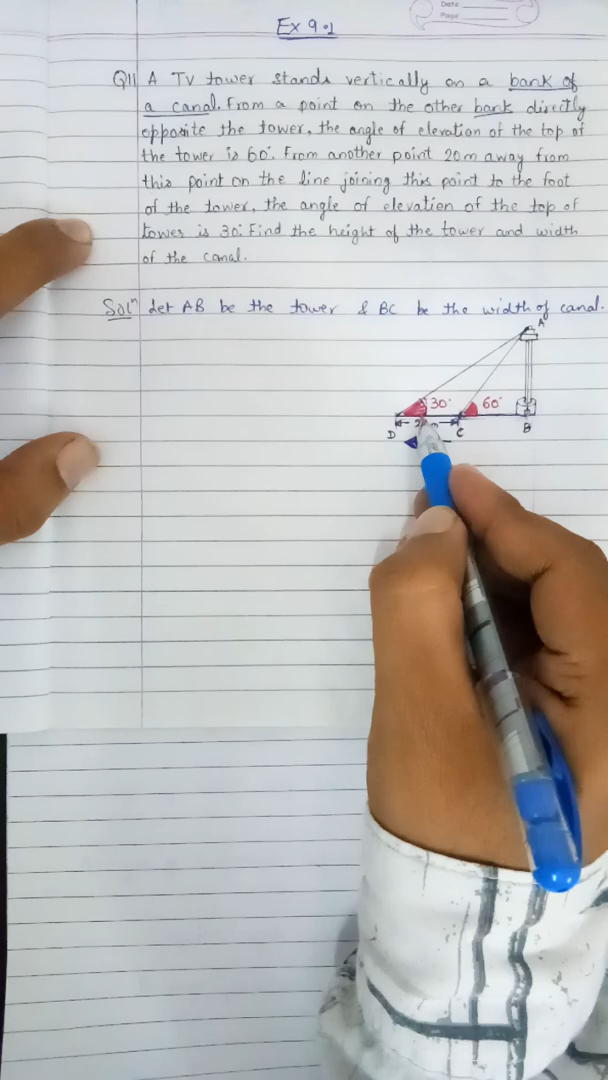 Date
Page
Ex 9.1
Q11 A TV tower stands vertically on a bank of
a canal. From a point on the other bank directly
opposite the tower, the angle of elevation of the top of
the tower is 60°. From another point 20m away from
this point on the line joining this point to the foot
of the tower, the angle of elevation of the top of
tower is 30°. Find the height of the tower and width
of the canal.
Solⁿ Let AB be the tower & BC be the width of canal.
A
30° 60°
D C B